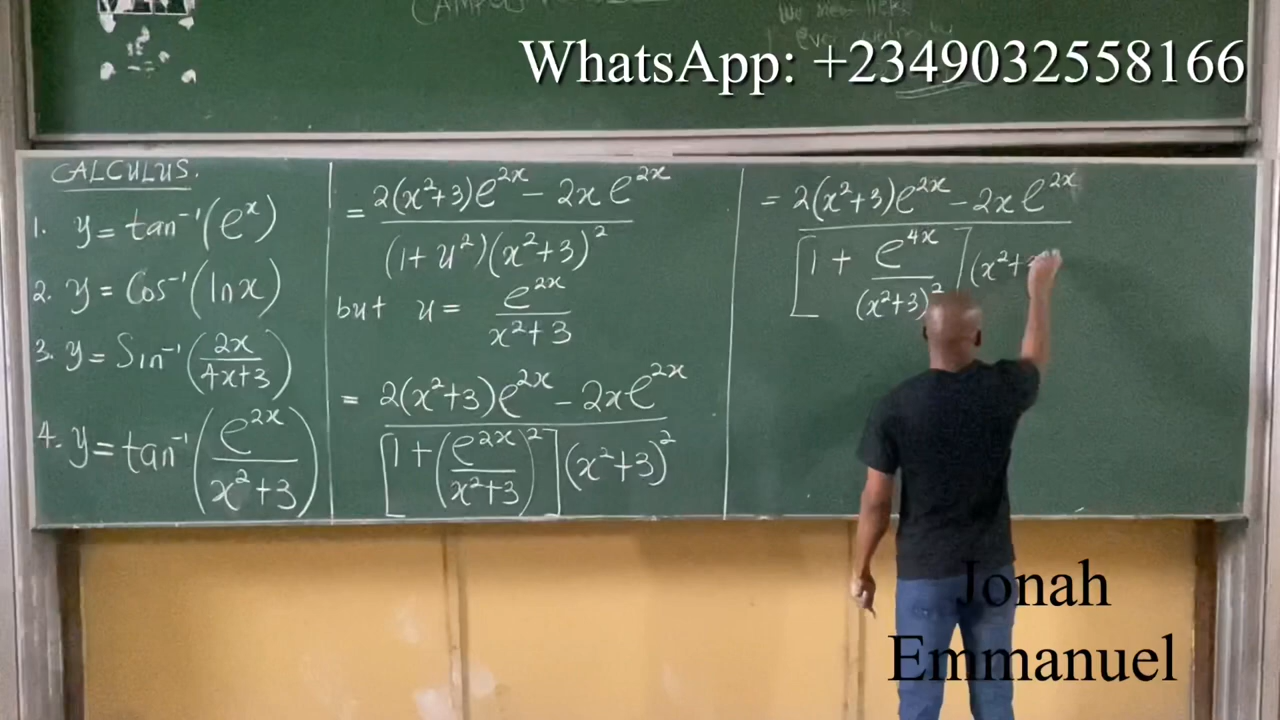 WhatsApp: +2349032558166
CALCULUS.
1. y = tan⁻¹(eˣ)
2. y = Cos⁻¹(lnx)
3. y = Sin⁻¹(2x/(4x+3))
4. y = tan⁻¹(e²ˣ/(x²+3))
= (2(x²+3)e²ˣ − 2x e²ˣ)/((1+u²)(x²+3)²)
but u = e²ˣ/(x²+3)
= (2(x²+3)e²ˣ − 2xe²ˣ)/([1+(e²ˣ/(x²+3))²](x²+3)²)
= (2(x²+3)e²ˣ − 2xe²ˣ)/([1 + e⁴ˣ/(x²+3)²](x²+
Jonah
Emmanuel